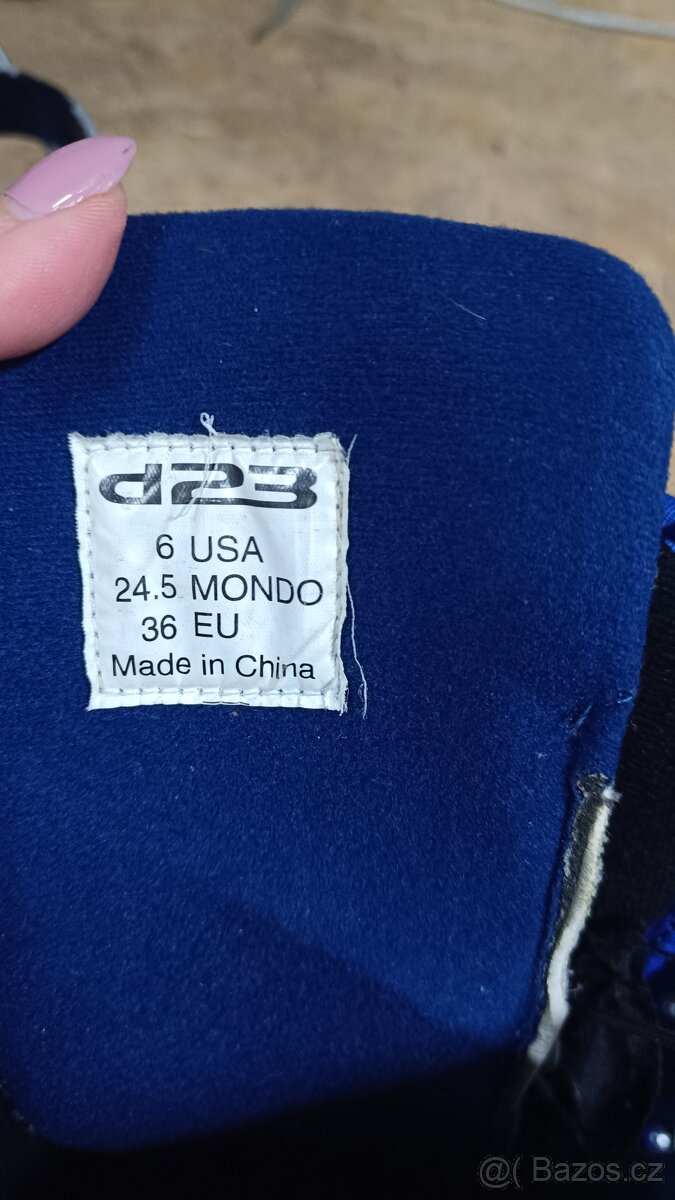 d23
6 USA
24.5 MONDO
36 EU
Made in China
@( Bazos.cz